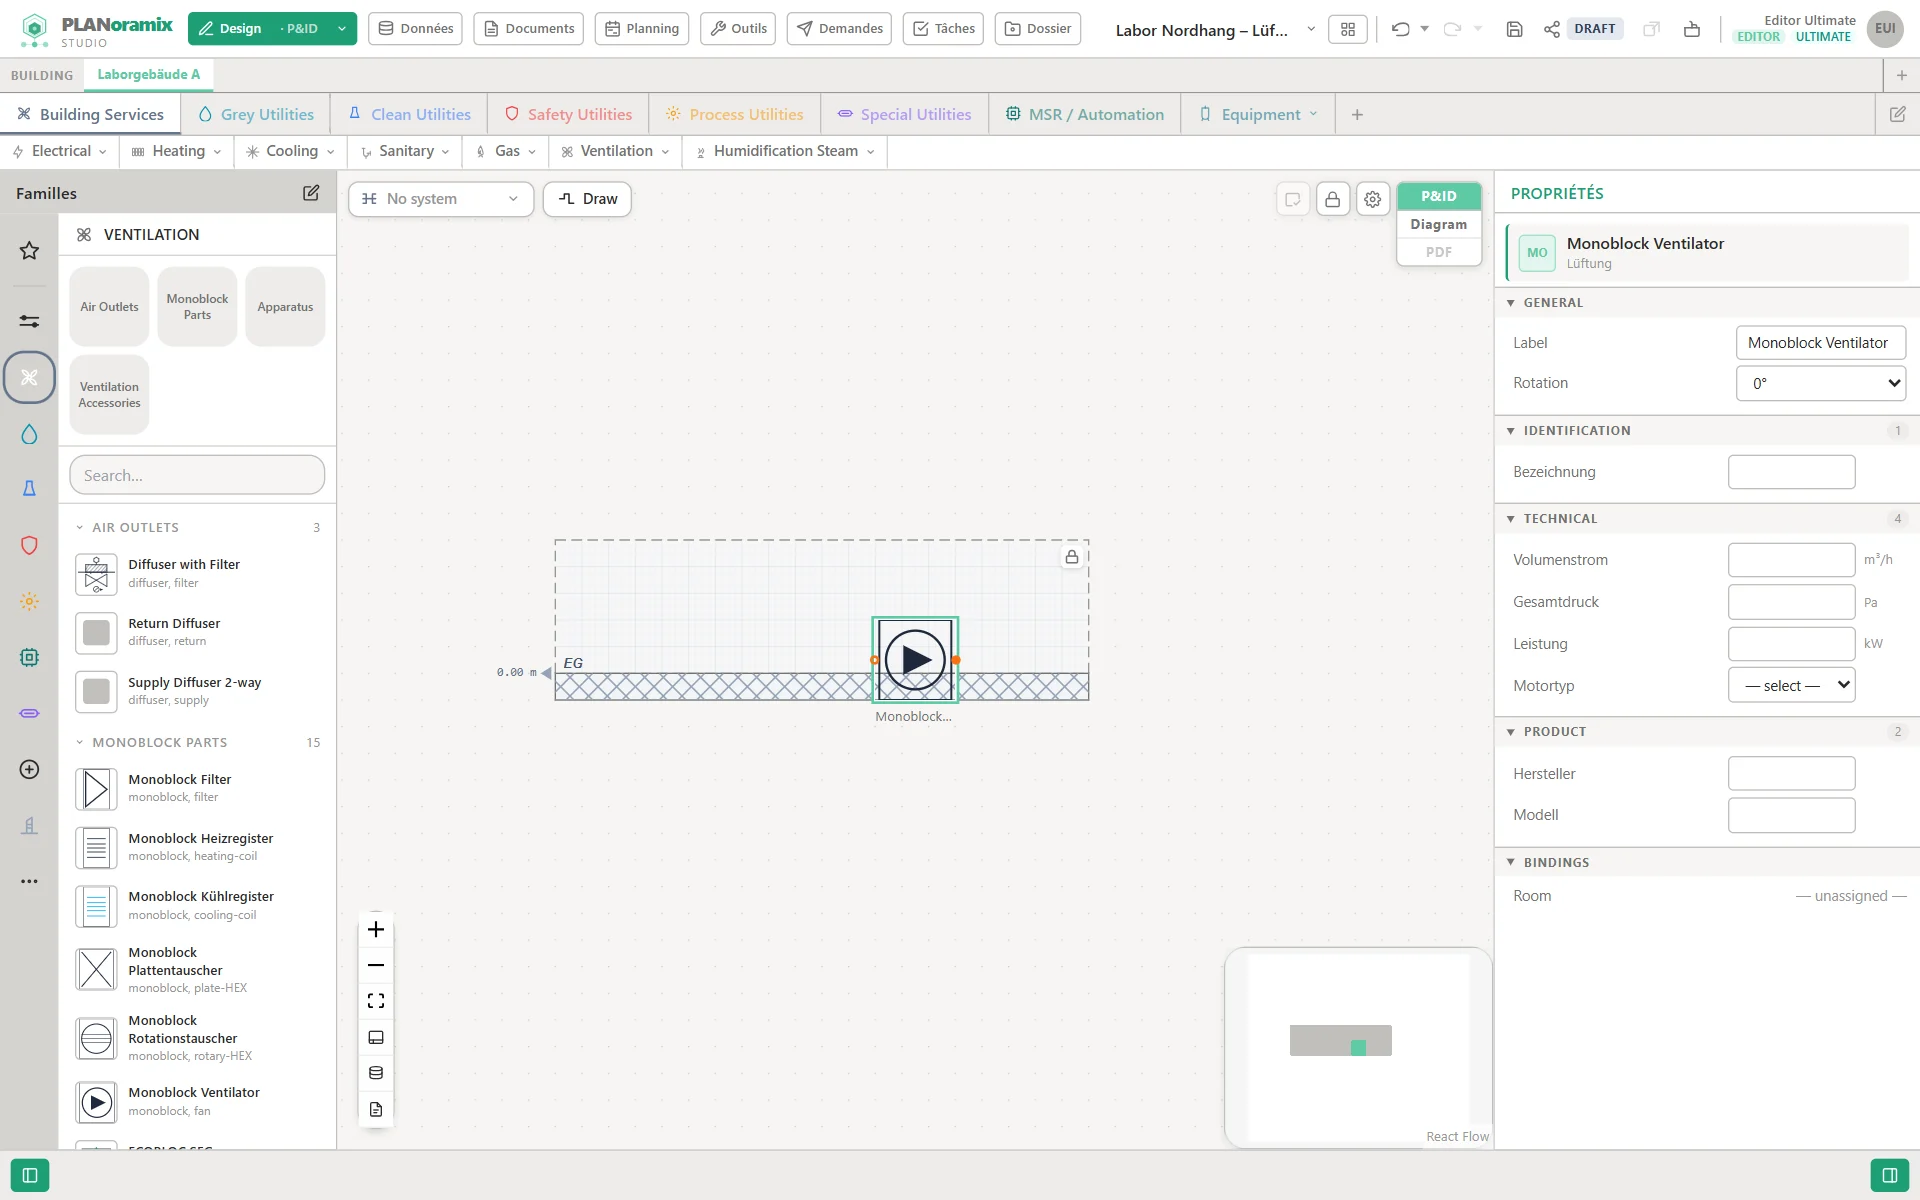 PLANoramix
STUDIO
Design · P&ID
Données
Documents
Planning
Outils
Demandes
Tâches
Dossier
Labor Nordhang – Lüf...
DRAFT
Editor Ultimate
EDITOR ULTIMATE
EUI
BUILDING
Laborgebäude A
Building Services
Grey Utilities
Clean Utilities
Safety Utilities
Process Utilities
Special Utilities
MSR / Automation
Equipment
Electrical
Heating
Cooling
Sanitary
Gas
Ventilation
Humidification Steam
Familles
VENTILATION
Air Outlets
Monoblock
Parts
Apparatus
Ventilation
Accessories
Search...
AIR OUTLETS 3
Diffuser with Filter
diffuser, filter
Return Diffuser
diffuser, return
Supply Diffuser 2-way
diffuser, supply
MONOBLOCK PARTS 15
Monoblock Filter
monoblock, filter
Monoblock Heizregister
monoblock, heating-coil
Monoblock Kühlregister
monoblock, cooling-coil
Monoblock
Plattentauscher
monoblock, plate-HEX
Monoblock
Rotationstauscher
monoblock, rotary-HEX
Monoblock Ventilator
monoblock, fan
No system
Draw
P&ID
Diagram
PDF
EG
0.00 m
Monoblock...
React Flow
PROPRIÉTÉS
MO
Monoblock Ventilator
Lüftung
GENERAL
Label Monoblock Ventilator
Rotation 0°
IDENTIFICATION 1
Bezeichnung
TECHNICAL 4
Volumenstrom m³/h
Gesamtdruck Pa
Leistung kW
Motortyp — select —
PRODUCT 2
Hersteller
Modell
BINDINGS
Room — unassigned —